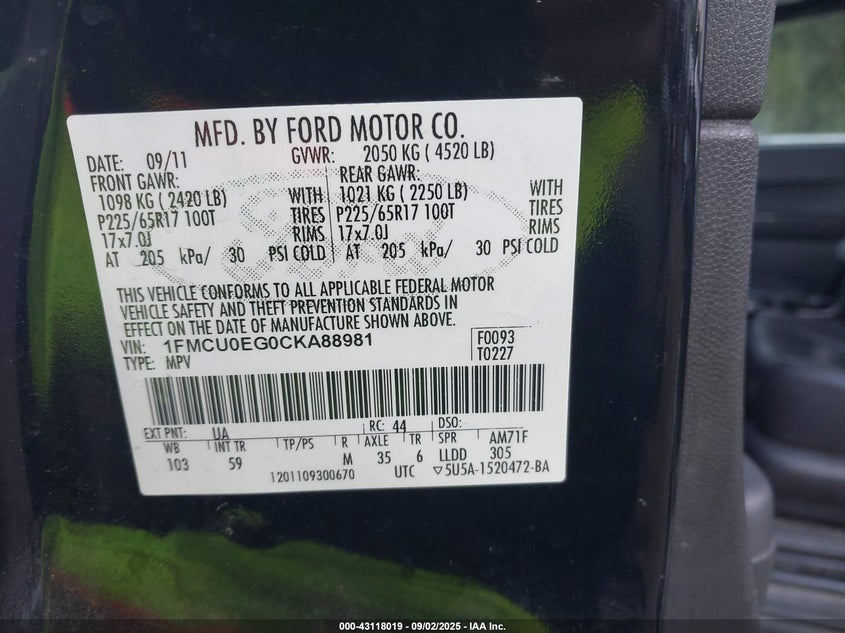 MFD. BY FORD MOTOR CO.
DATE: 09/11 GVWR: 2050 KG ( 4520 LB)
FRONT GAWR: REAR GAWR:
1098 KG ( 2420 LB) WITH 1021 KG ( 2250 LB) WITH
P225/65R17 100T TIRES P225/65R17 100T TIRES
17x7.0J RIMS 17x7.0J RIMS
AT 205 kPa/ 30 PSI COLD AT 205 kPa/ 30 PSI COLD
THIS VEHICLE CONFORMS TO ALL APPLICABLE FEDERAL MOTOR
VEHICLE SAFETY AND THEFT PREVENTION STANDARDS IN
EFFECT ON THE DATE OF MANUFACTURE SHOWN ABOVE.
VIN: 1FMCU0EG0CKA88981 F0093
TYPE: MPV T0227
EXT PNT: UA RC: 44 DSO:
WB INT TR TP/PS R AXLE TR SPR AM71F
103 59 M 35 6 LLDD 305
1201109300670 UTC ▽5U5A-1520472-BA
000-43118019 - 09/02/2025 - IAA Inc.